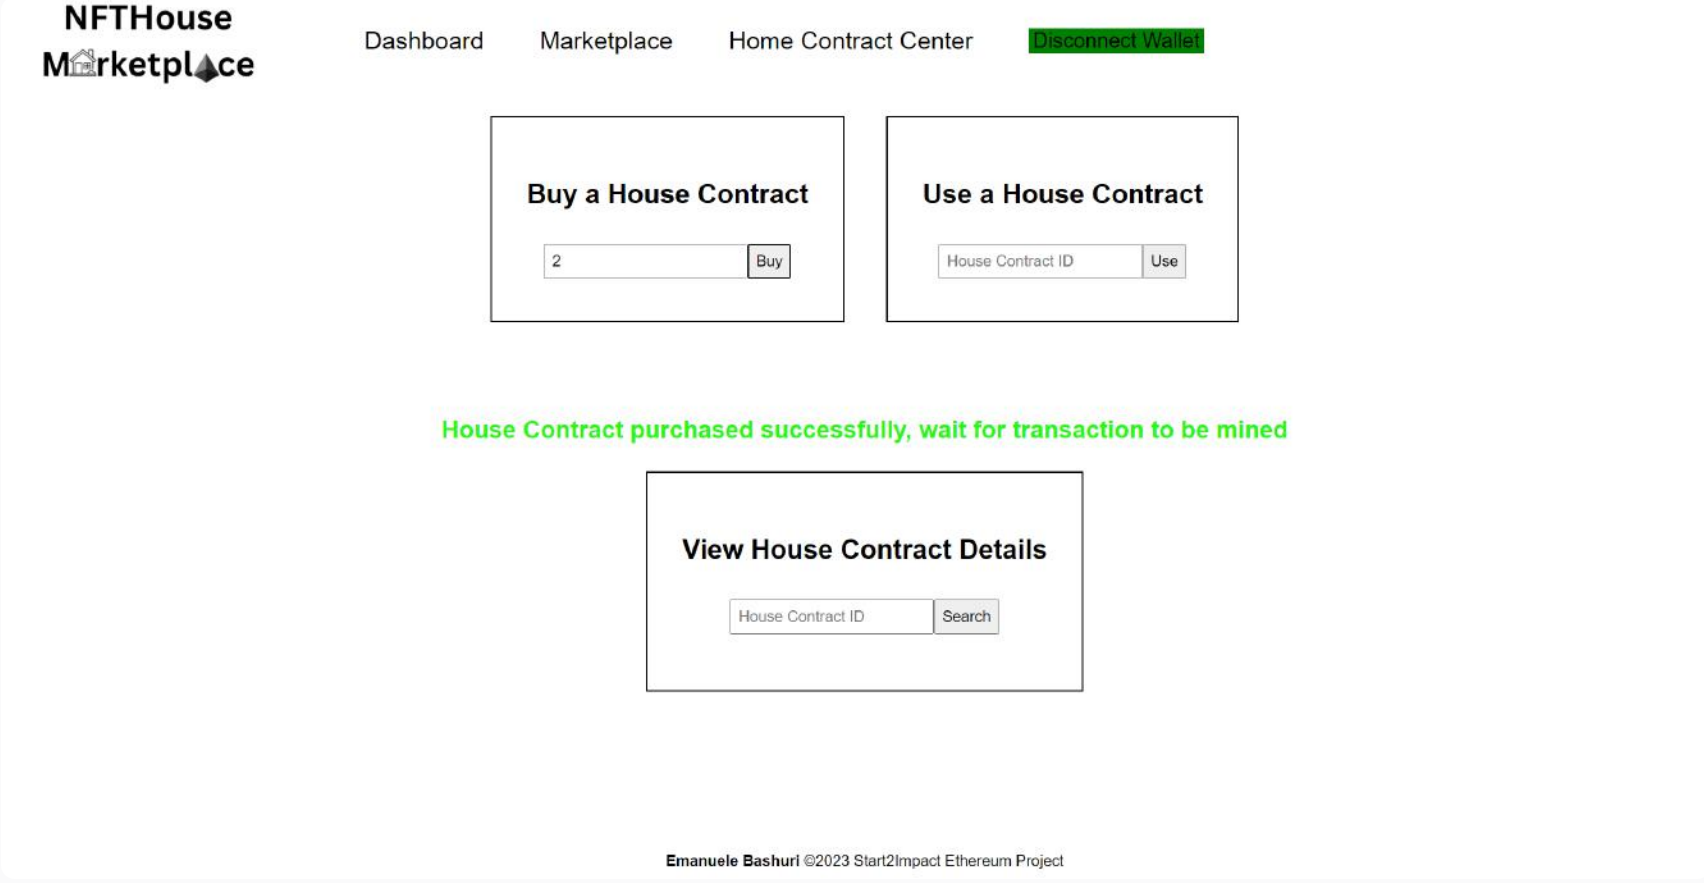 NFTHouse
Marketplace
Dashboard
Marketplace
Home Contract Center
Disconnect Wallet
Buy a House Contract
2
Buy
Use a House Contract
House Contract ID
Use
House Contract purchased successfully, wait for transaction to be mined
View House Contract Details
House Contract ID
Search
Emanuele Bashuri ©2023 Start2Impact Ethereum Project